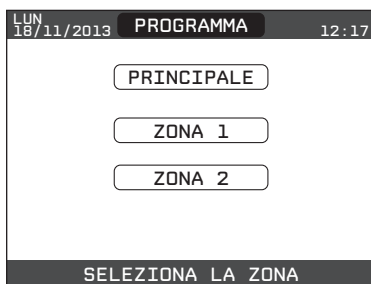 LUN
18/11/2013 PROGRAMMA 12:17
PRINCIPALE
ZONA 1
ZONA 2
SELEZIONA LA ZONA